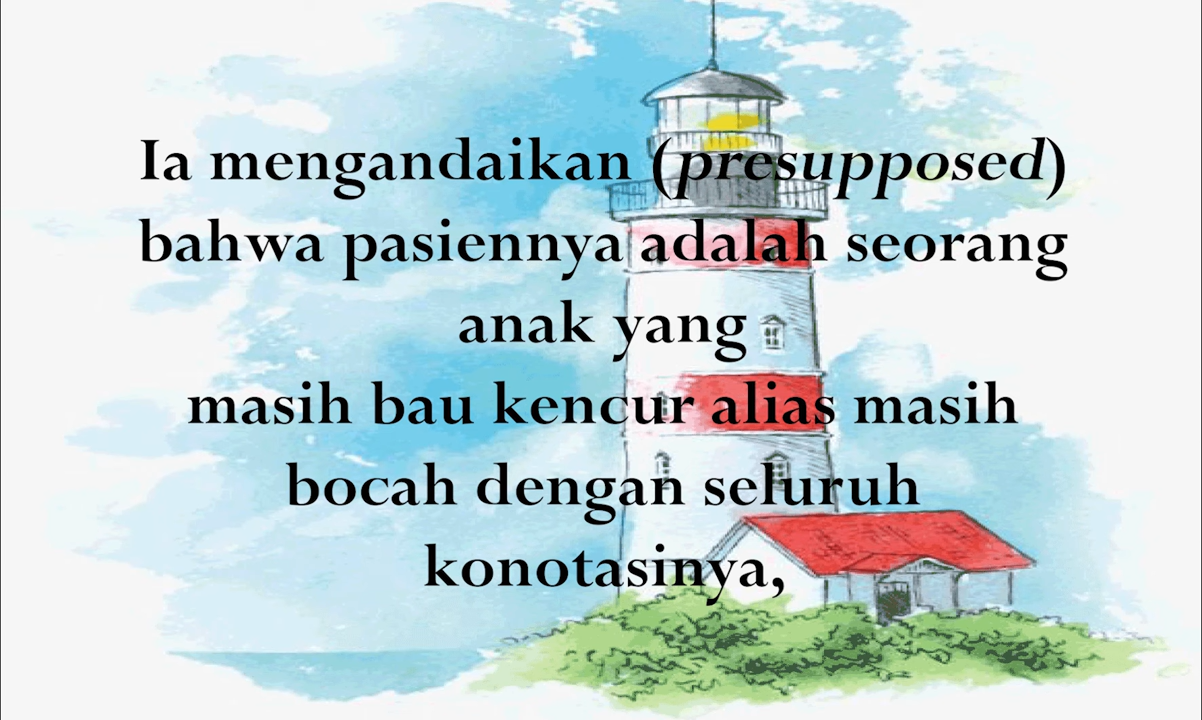 Ia mengandaikan (presupposed)
bahwa pasiennya adalah seorang
anak yang
masih bau kencur alias masih
bocah dengan seluruh
konotasinya,